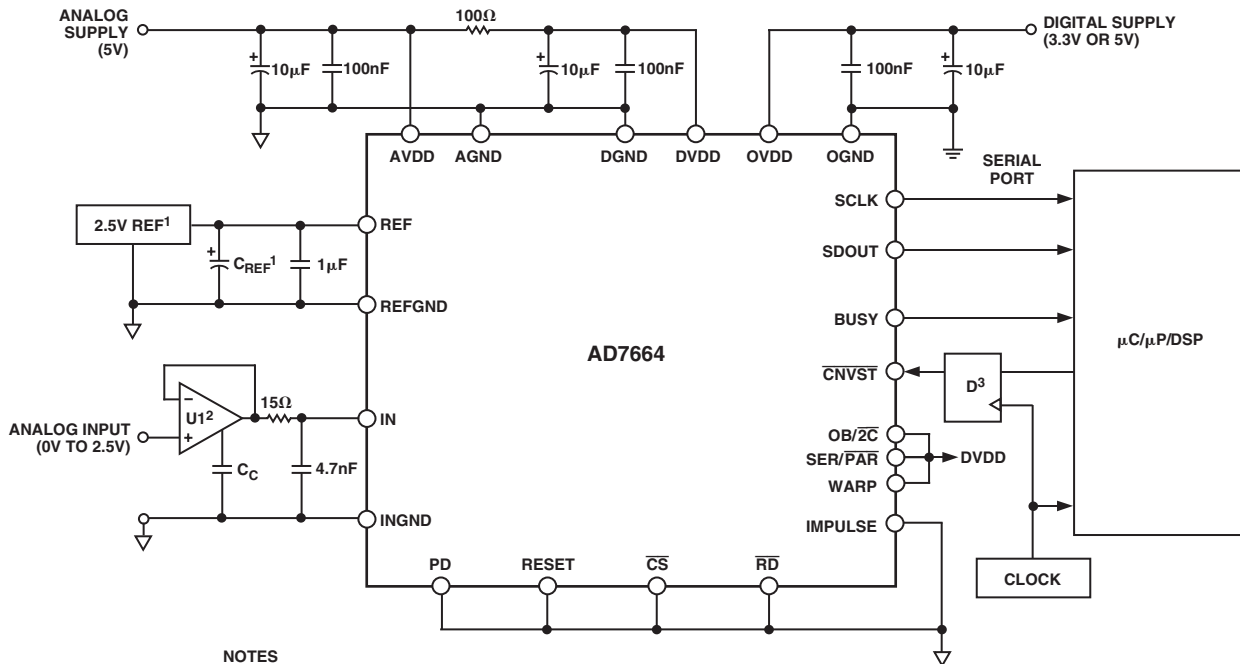 ANALOG
SUPPLY
(5V)
100Ω
DIGITAL SUPPLY
(3.3V OR 5V)
+
10μF
100nF
+
10μF
100nF
100nF
+
10μF
AVDD
AGND
DGND
DVDD
OVDD
OGND
SERIAL
PORT
SCLK
2.5V REF¹
REF
+
C_REF¹
1μF
SDOUT
REFGND
BUSY
AD7664
μC/μP/DSP
CNVST
D³
−
U1²
+
15Ω
IN
ANALOG INPUT
(0V TO 2.5V)
C_C
4.7nF
OB/2C
SER/PAR
DVDD
WARP
INGND
IMPULSE
PD
RESET
CS
RD
CLOCK
NOTES